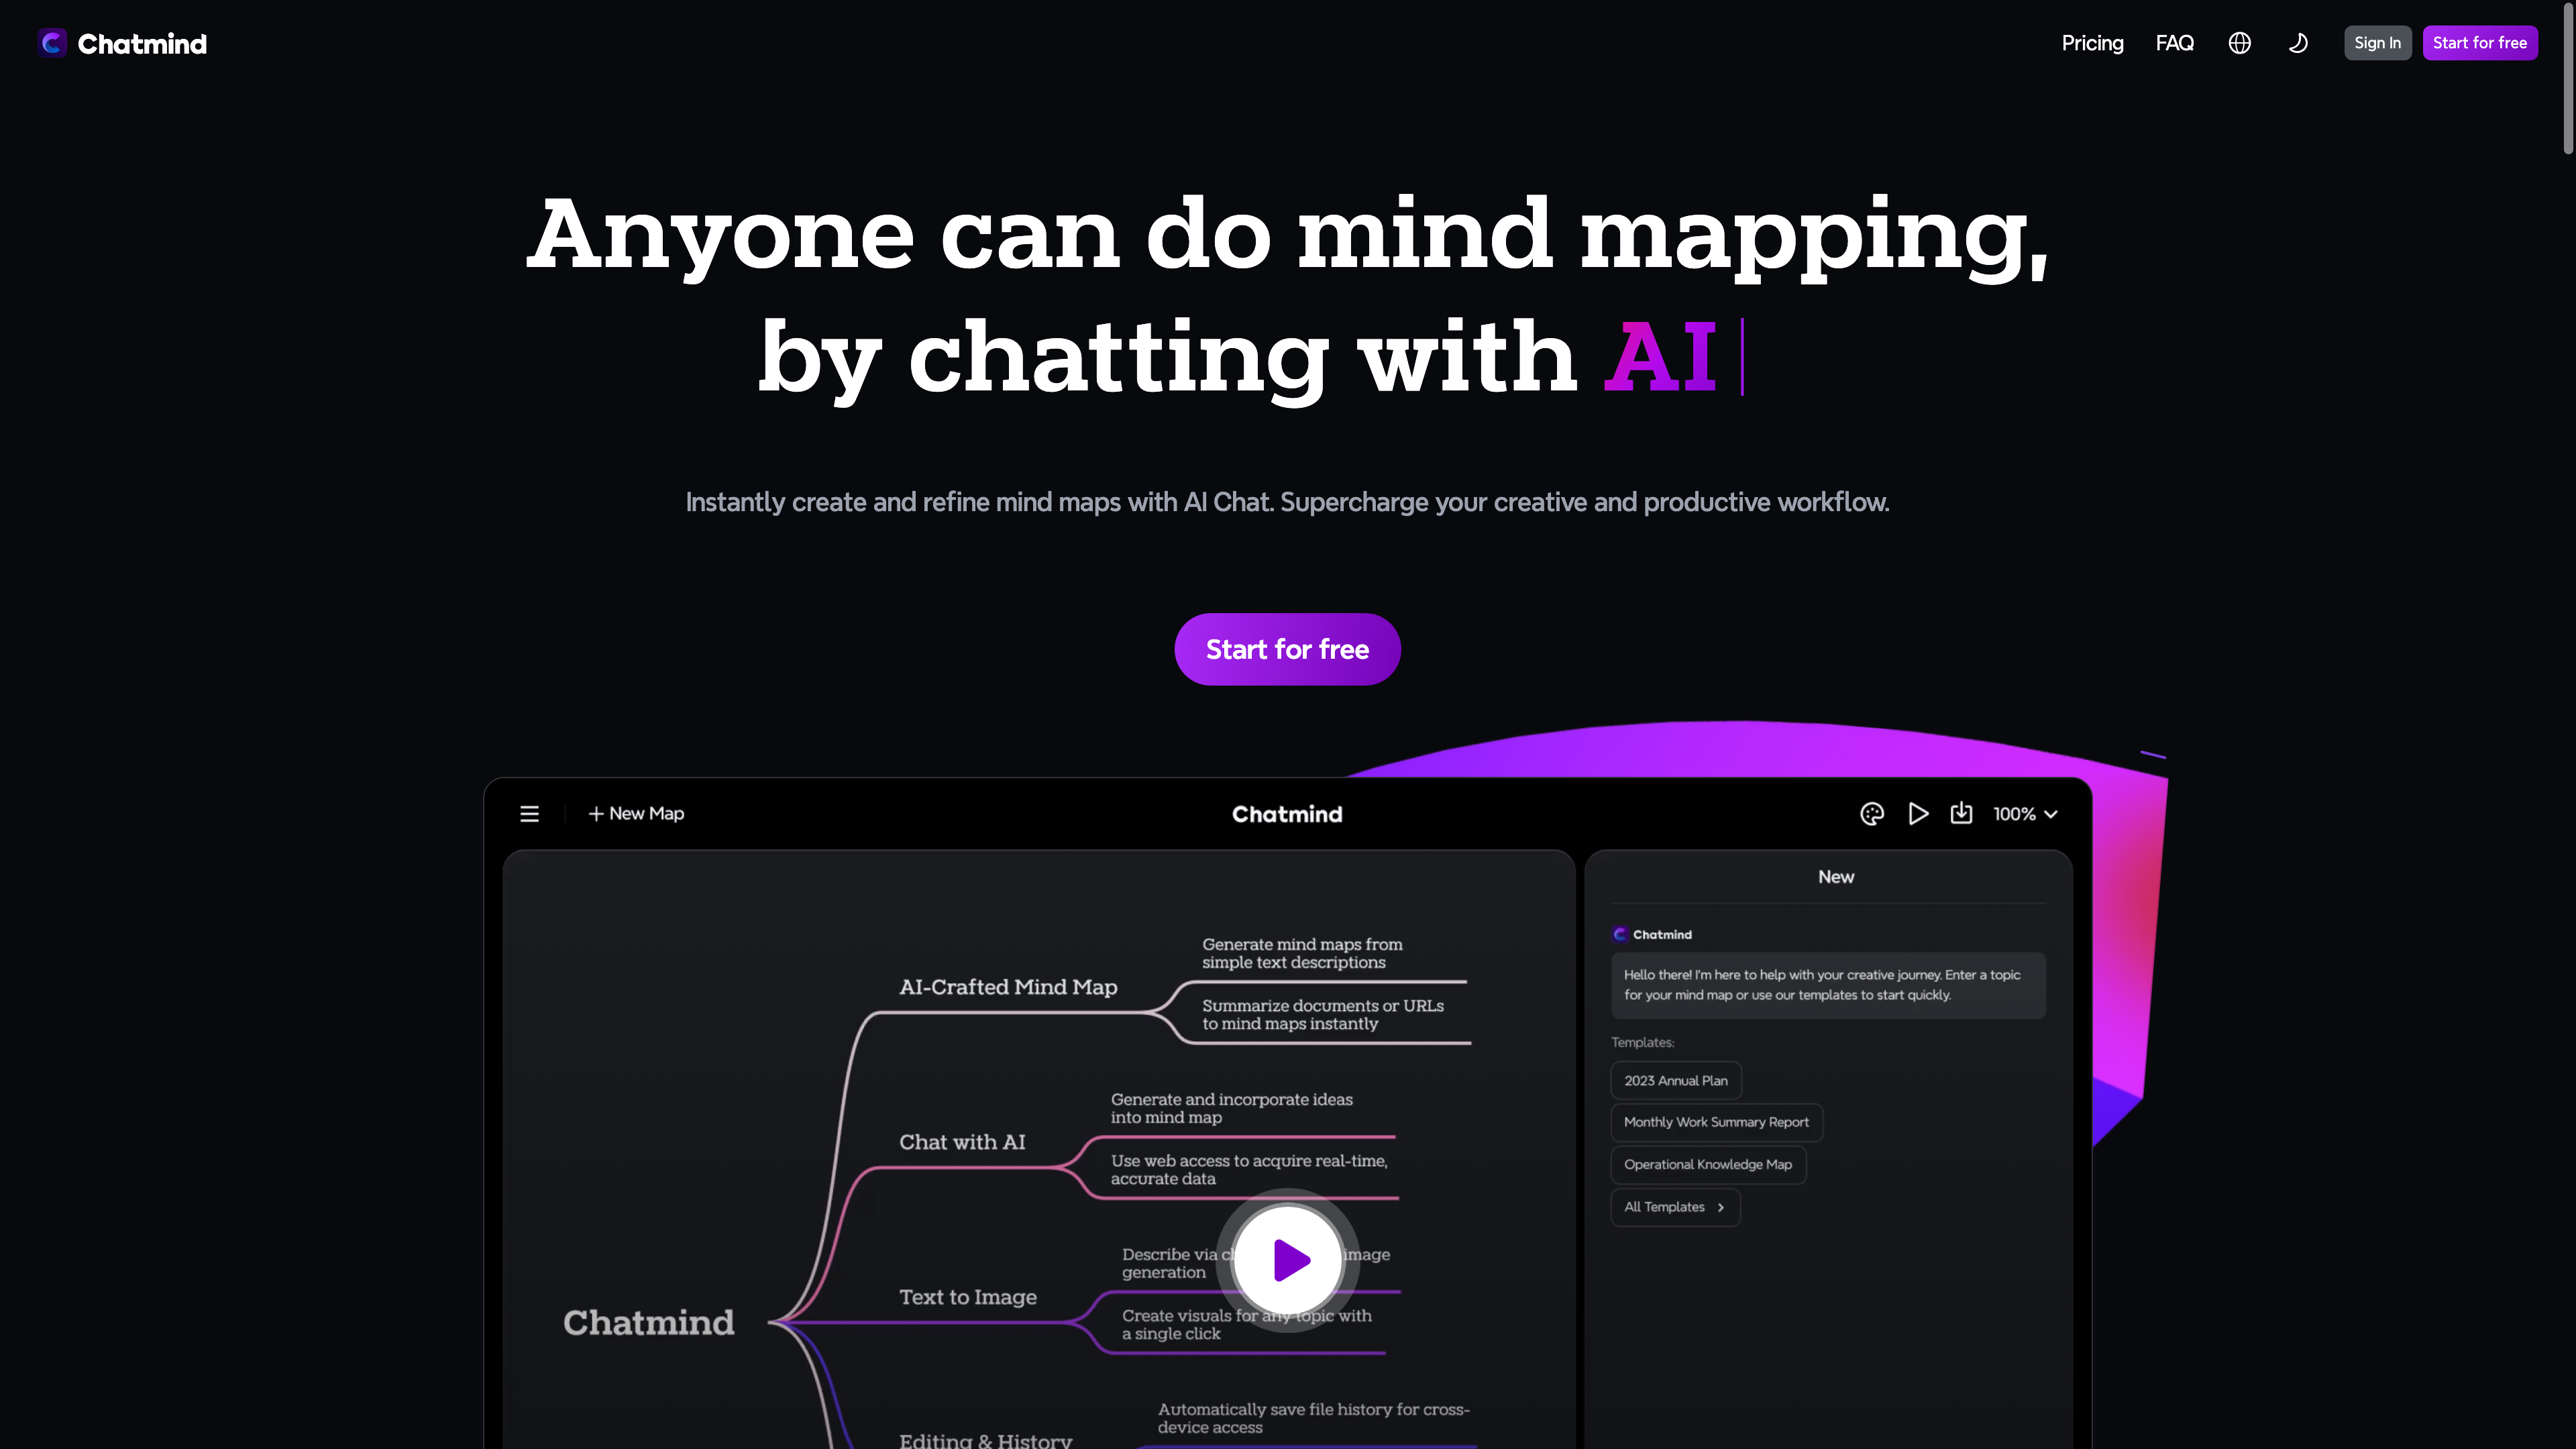 Chatmind
Pricing
FAQ
Sign In
Start for free
Anyone can do mind mapping,
by chatting with AI
Instantly create and refine mind maps with AI Chat. Supercharge your creative and productive workflow.
Start for free
+ New Map
Chatmind
100%
Generate mind maps from
simple text descriptions
AI-Crafted Mind Map
Summarize documents or URLs
to mind maps instantly
Generate and incorporate ideas
into mind map
Chat with AI
Use web access to acquire real-time,
accurate data
Describe via image
generation
Text to Image
Create visuals for any topic with
a single click
Chatmind
Automatically save file history for cross-
device access
Editing & History
New
Chatmind
Hello there! I'm here to help with your creative journey. Enter a topic
for your mind map or use our templates to start quickly.
Templates:
2023 Annual Plan
Monthly Work Summary Report
Operational Knowledge Map
All Templates